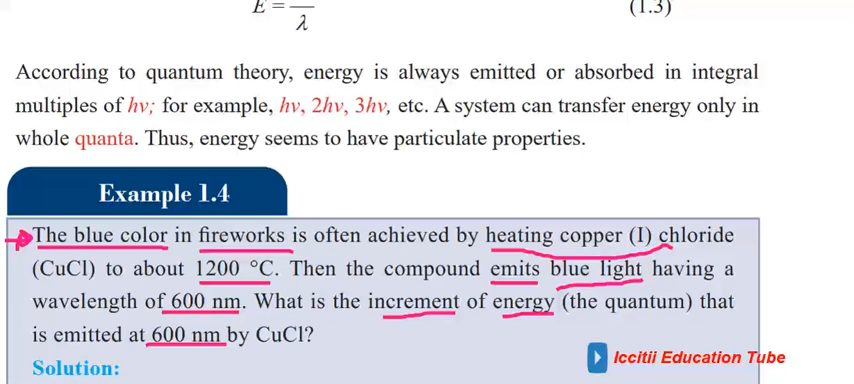 E = — / λ
(1.3)
According to quantum theory, energy is always emitted or absorbed in integral
multiples of hν; for example, hν, 2hν, 3hν, etc. A system can transfer energy only in
whole quanta. Thus, energy seems to have particulate properties.
Example 1.4
The blue color in fireworks is often achieved by heating copper (I) chloride
(CuCl) to about 1200 °C. Then the compound emits blue light having a
wavelength of 600 nm. What is the increment of energy (the quantum) that
is emitted at 600 nm by CuCl?
Iccitii Education Tube
Solution: